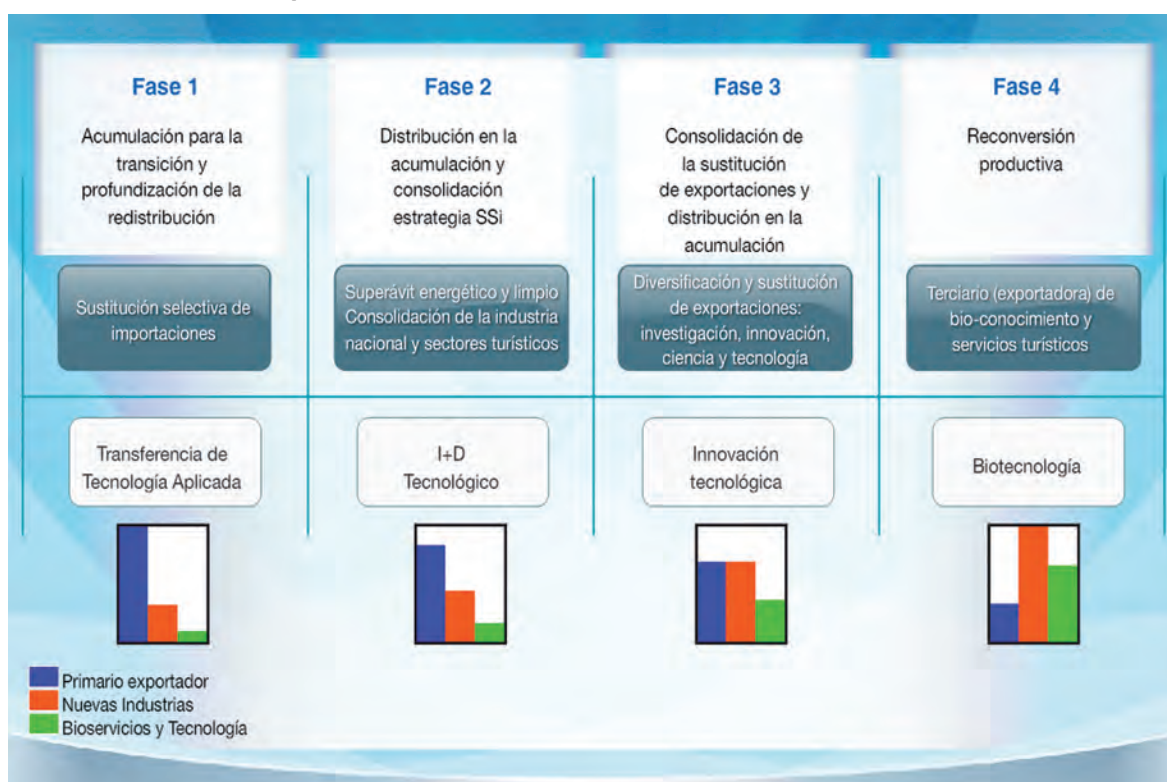 Fase 1
Acumulación para la
transición y
profundización de la
redistribución
Sustitución selectiva de
importaciones
Transferencia de
Tecnología Aplicada
Fase 2
Distribución en la
acumulación y
consolidación
estrategia SSi
Superávit energético y limpio
Consolidación de la industria
nacional y sectores turísticos
I+D
Tecnológico
Fase 3
Consolidación de
la sustitución
de exportaciones y
distribución en la
acumulación
Diversificación y sustitución
de exportaciones:
investigación, innovación,
ciencia y tecnología
Innovación
tecnológica
Fase 4
Reconversión
productiva
Terciario (exportadora) de
bio-conocimiento y
servicios turísticos
Biotecnología
Primario exportador
Nuevas Industrias
Bioservicios y Tecnología